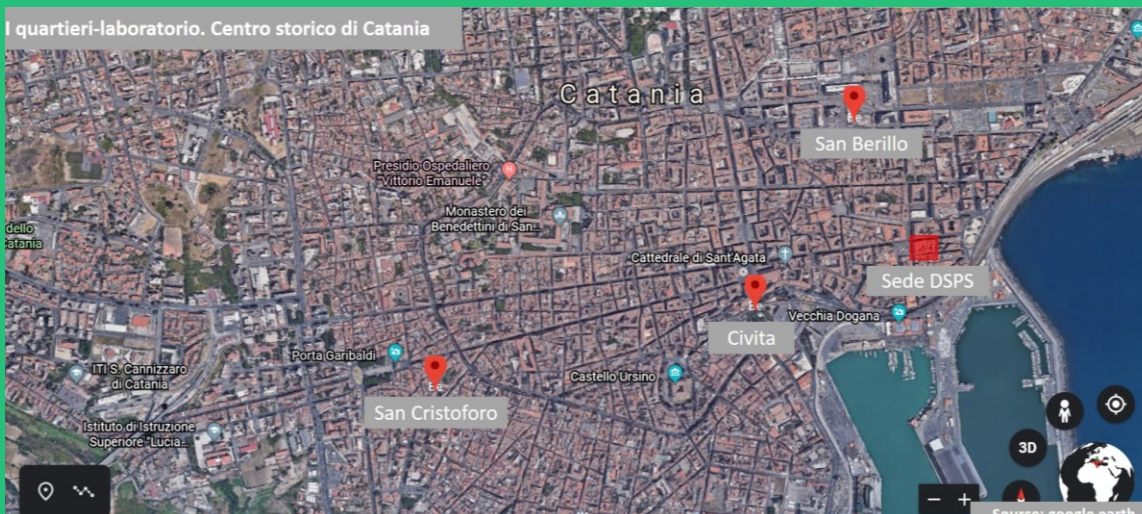 I quartieri-laboratorio. Centro storico di Catania
Catania
San Berillo
Presidio Ospedaliero
"Vittorio Emanuele"
Monastero dei
Benedettini di San...
dello
Catania
Cattedrale di Sant'Agata
Sede DSPS
Vecchia Dogana
Civita
Porta Garibaldi
ITI S. Cannizzaro
di Catania
Castello Ursino
San Cristoforo
Istituto di Istruzione
Superiore "Lucia...
3D
Source: google earth